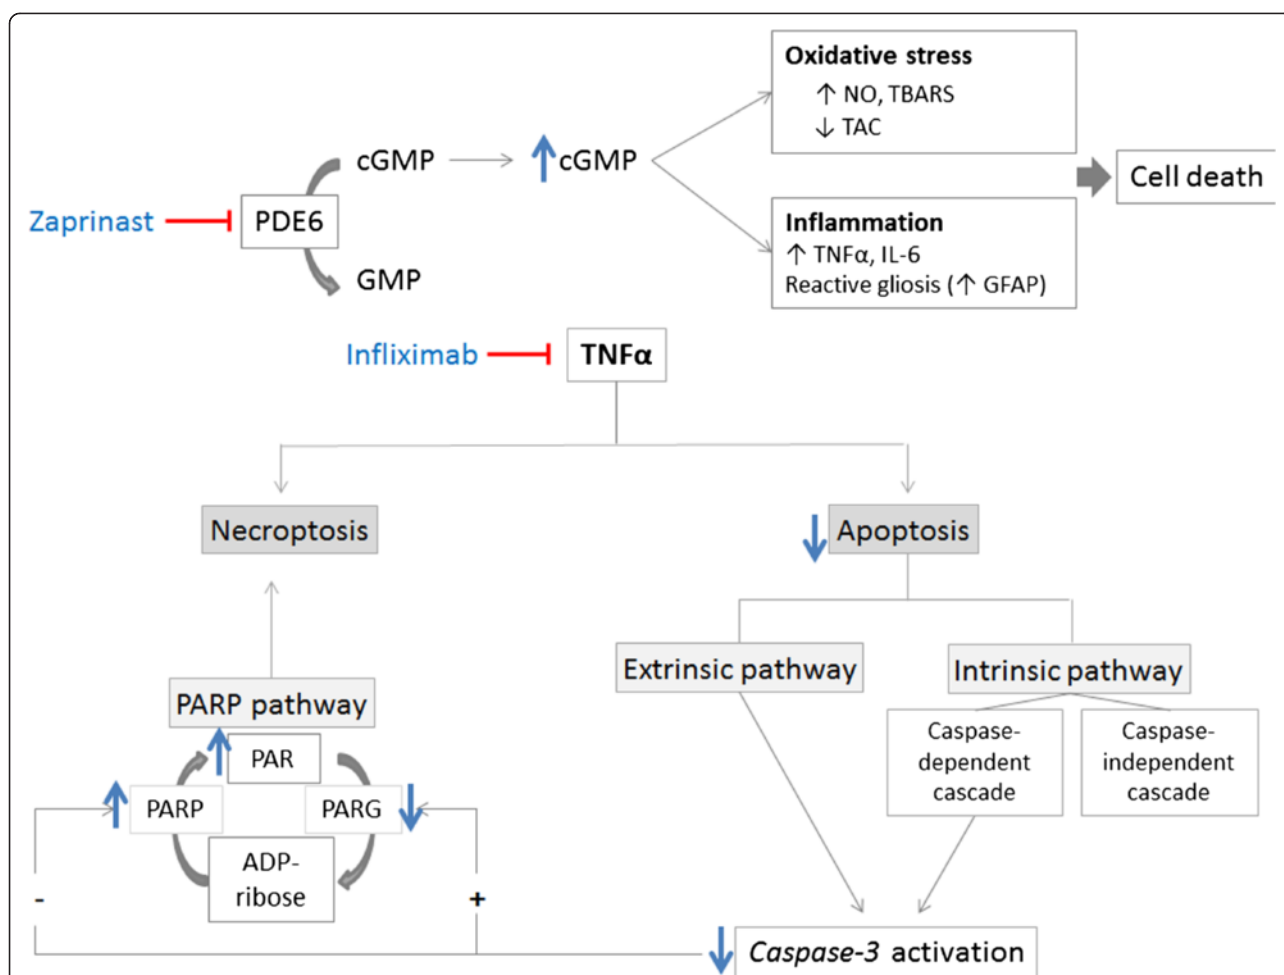 Oxidative stress
↑ NO, TBARS
↓ TAC
cGMP
↑ cGMP
Cell death
Zaprinast
PDE6
Inflammation
↑ TNFα, IL-6
Reactive gliosis (↑ GFAP)
GMP
Infliximab
TNFα
Necroptosis
Apoptosis
Extrinsic pathway
Intrinsic pathway
PARP pathway
Caspase-
dependent
cascade
Caspase-
independent
cascade
PAR
PARP
PARG
ADP-
ribose
-
+
Caspase-3 activation